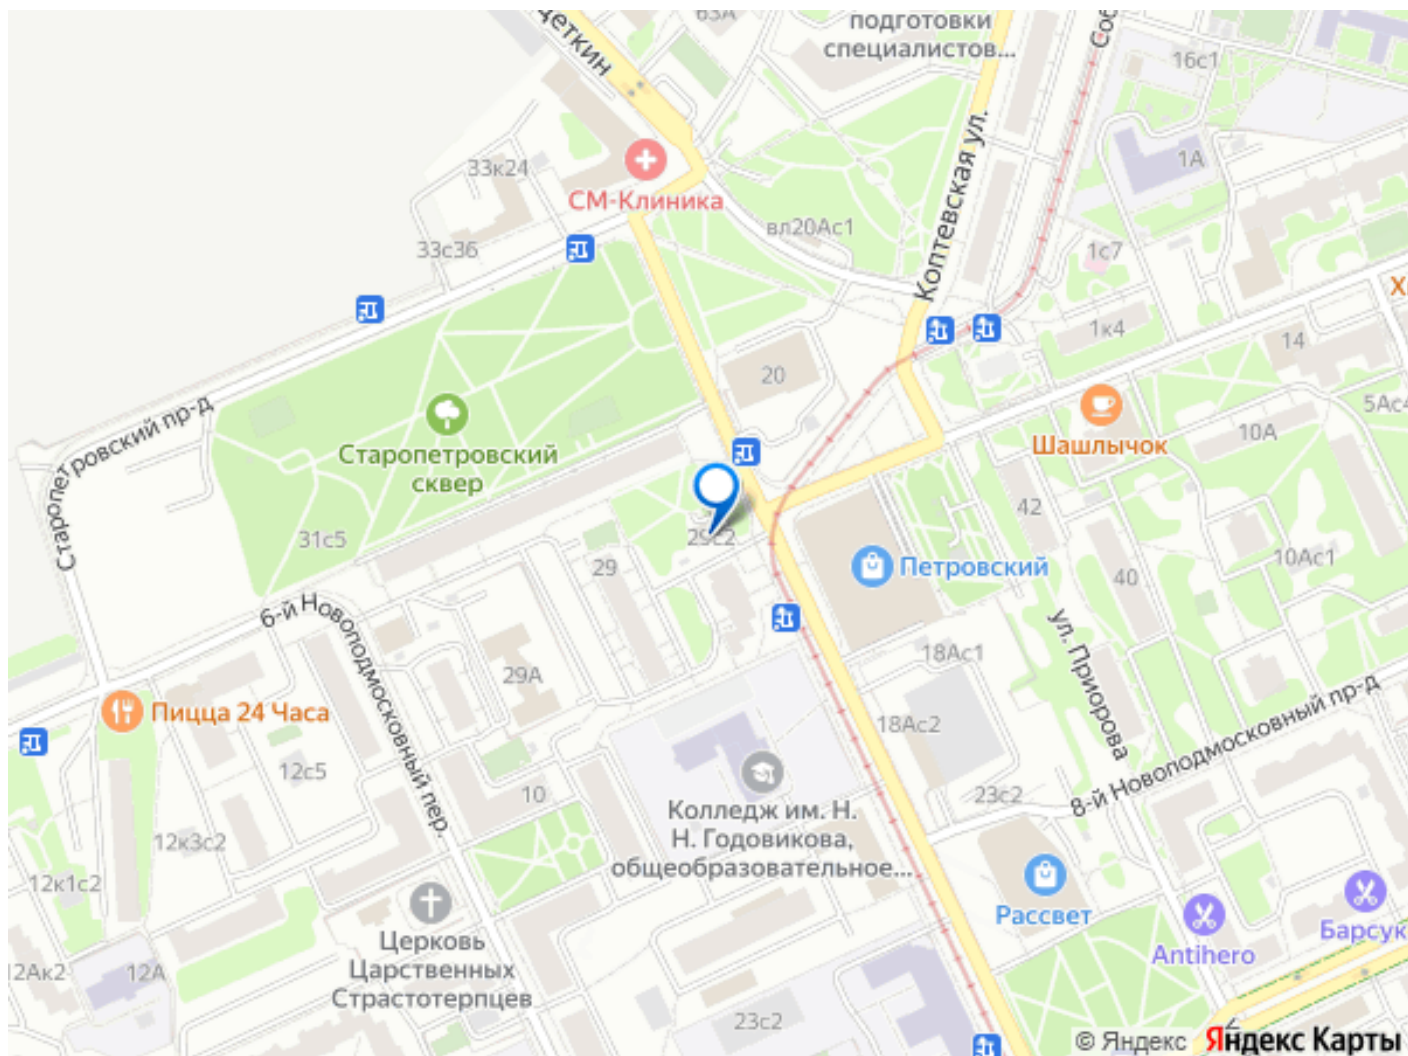 63А
подготовки
специалистов...
16с1
33к24
1А
СМ-Клиника
вл20Ас1
33с36
1с7
Коптевская ул.
1к4
14
20
5Ас4
Старопетровский пр-д
Старопетровский
сквер
Шашлычок
10А
42
31с5
29
Петровский
10Ас1
40
6-й Новоподмосковный пер.
ул. Приорова
18Ас1
29А
8-й Новоподмосковный пр-д
Пицца 24 Часа
18Ас2
12с5
10
23с2
Колледж им. Н.
Н. Годовикова,
общеобразовательное...
12к3с2
12к1с2
Рассвет
Барсук
Antihero
Церковь
Царственных
Страстотерпцев
12Ак2
12А
23с2
© Яндекс Яндекс Карты